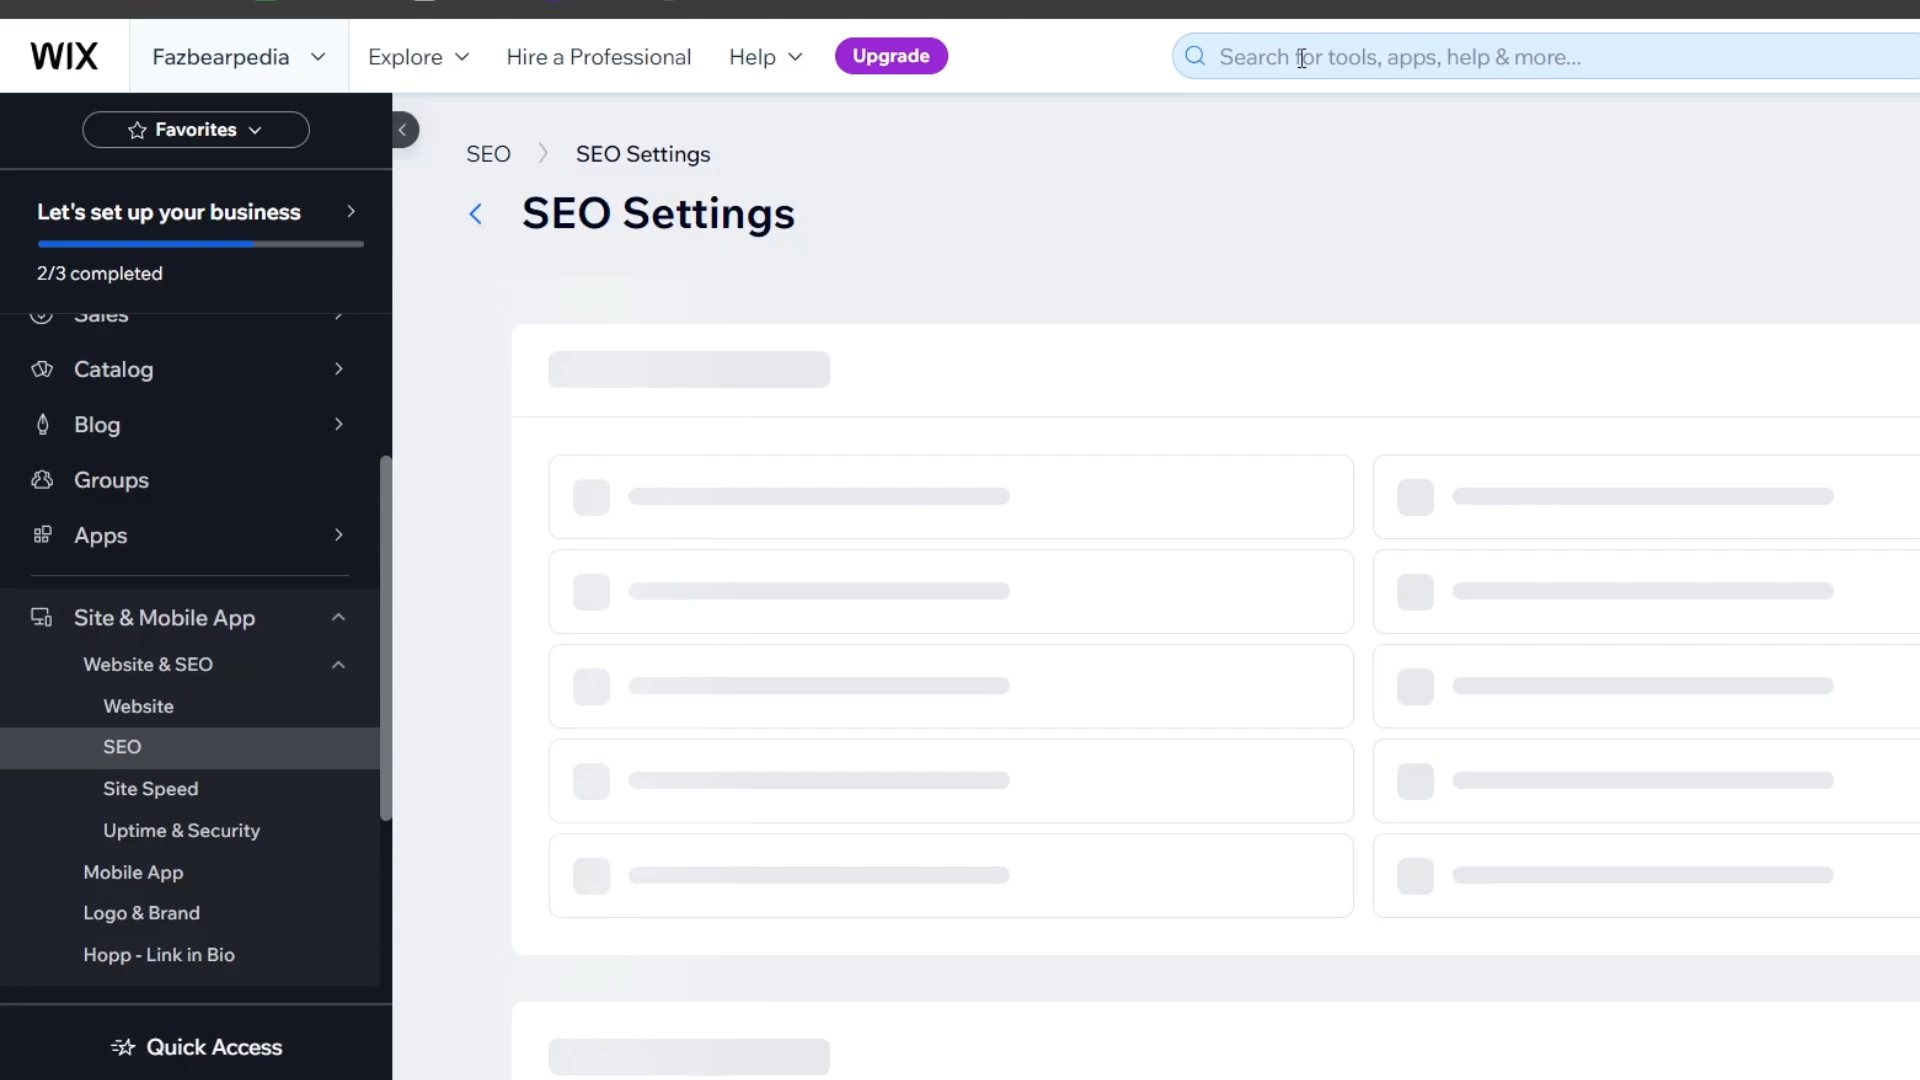 WIX
Fazbearpedia
Explore
Hire a Professional
Help
Upgrade
Search for tools, apps, help & more...
Favorites
Let's set up your business
2/3 completed
Sales
Catalog
Blog
Groups
Apps
Site & Mobile App
Website & SEO
Website
SEO
Site Speed
Uptime & Security
Mobile App
Logo & Brand
Hopp - Link in Bio
Quick Access
SEO
SEO Settings
SEO Settings